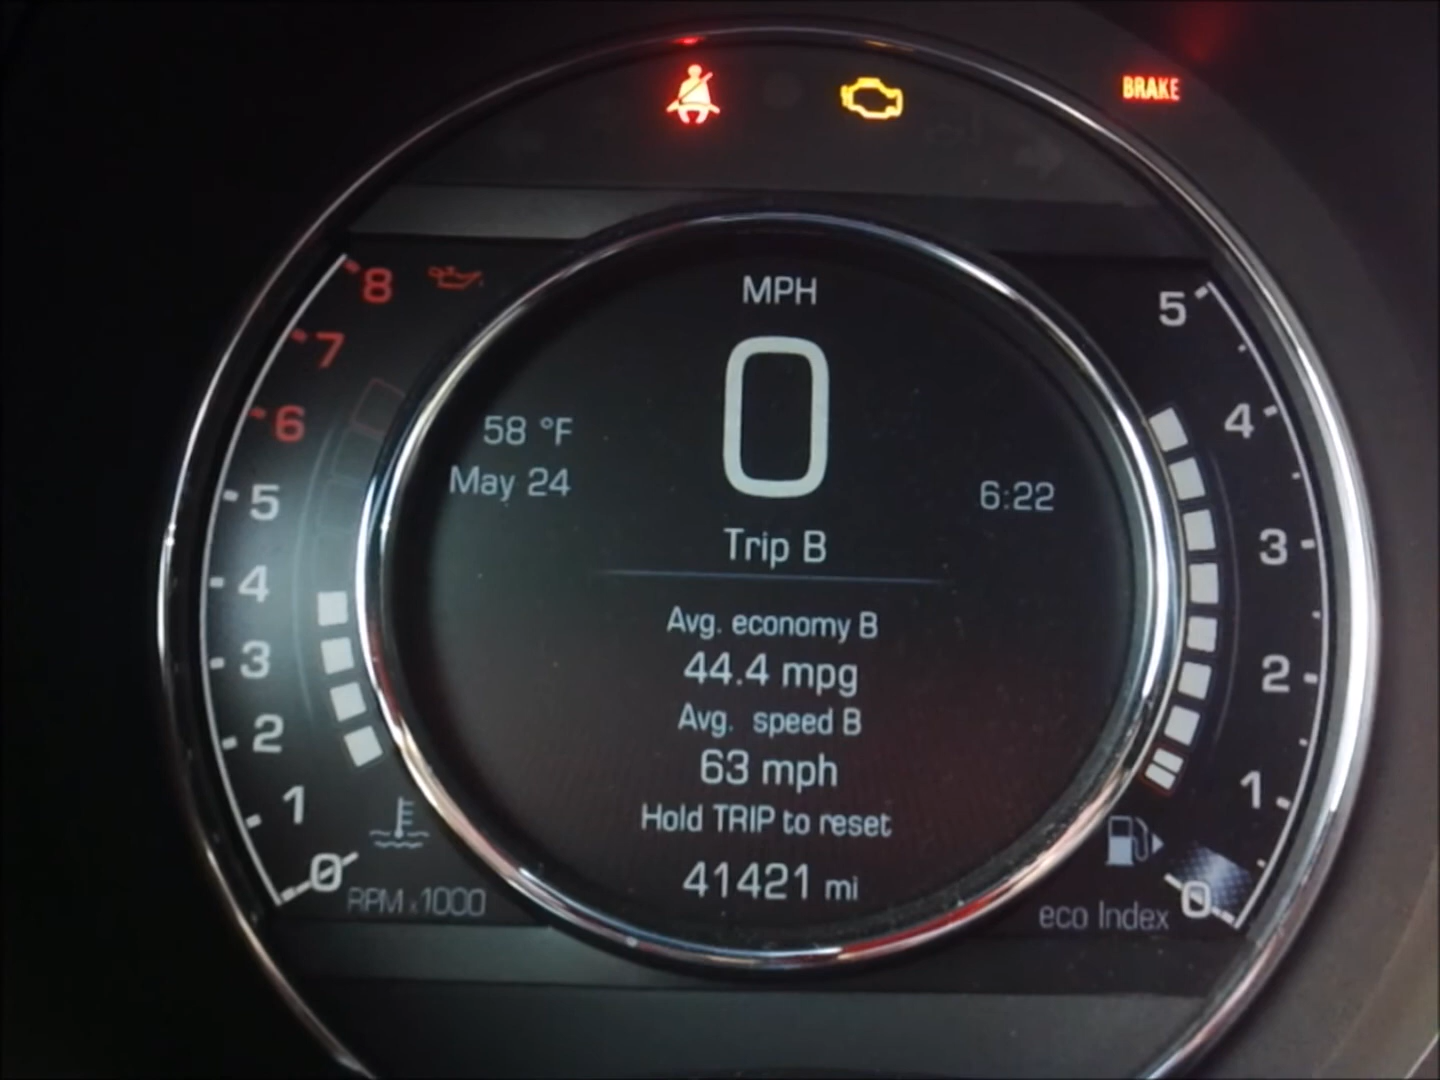 BRAKE
8
7
6
5
4
3
2
1
0
RPM x1000
MPH
0
58 °F
May 24
6:22
Trip B
Avg. economy B
44.4 mpg
Avg. speed B
63 mph
Hold TRIP to reset
41421 mi
5
4
3
2
1
0
eco Index